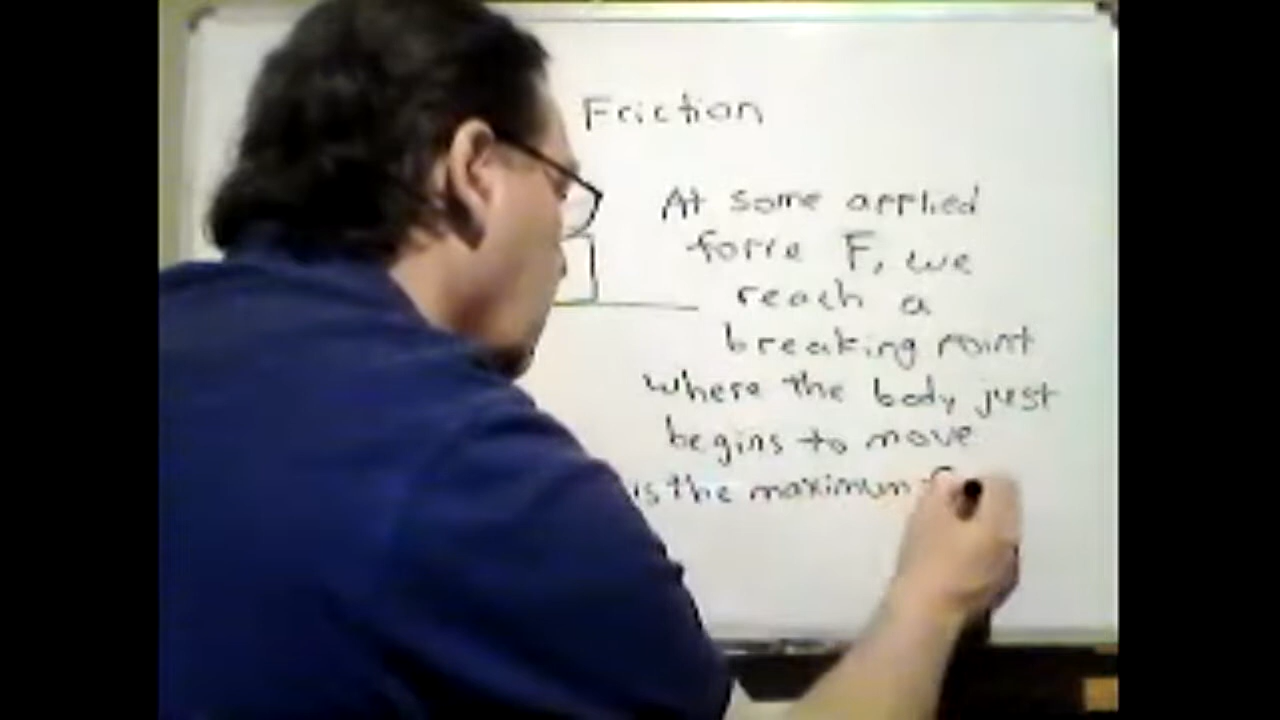 Friction
At some applied
force F, we
reach a
breaking point
where the body just
begins to move
is the maximum